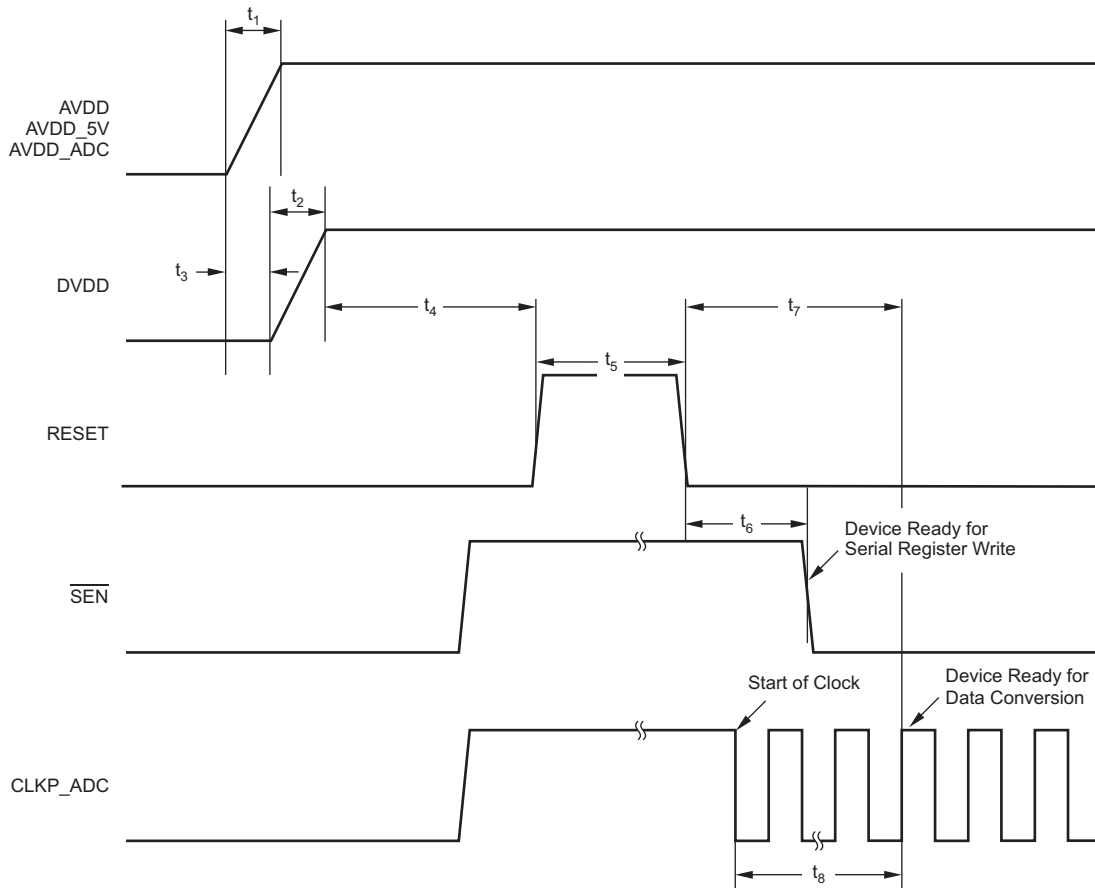 t1
AVDD
AVDD_5V
AVDD_ADC
t2
t3
DVDD
t4
t7
t5
RESET
t6
Device Ready for
Serial Register Write
SEN
Start of Clock
Device Ready for
Data Conversion
CLKP_ADC
t8